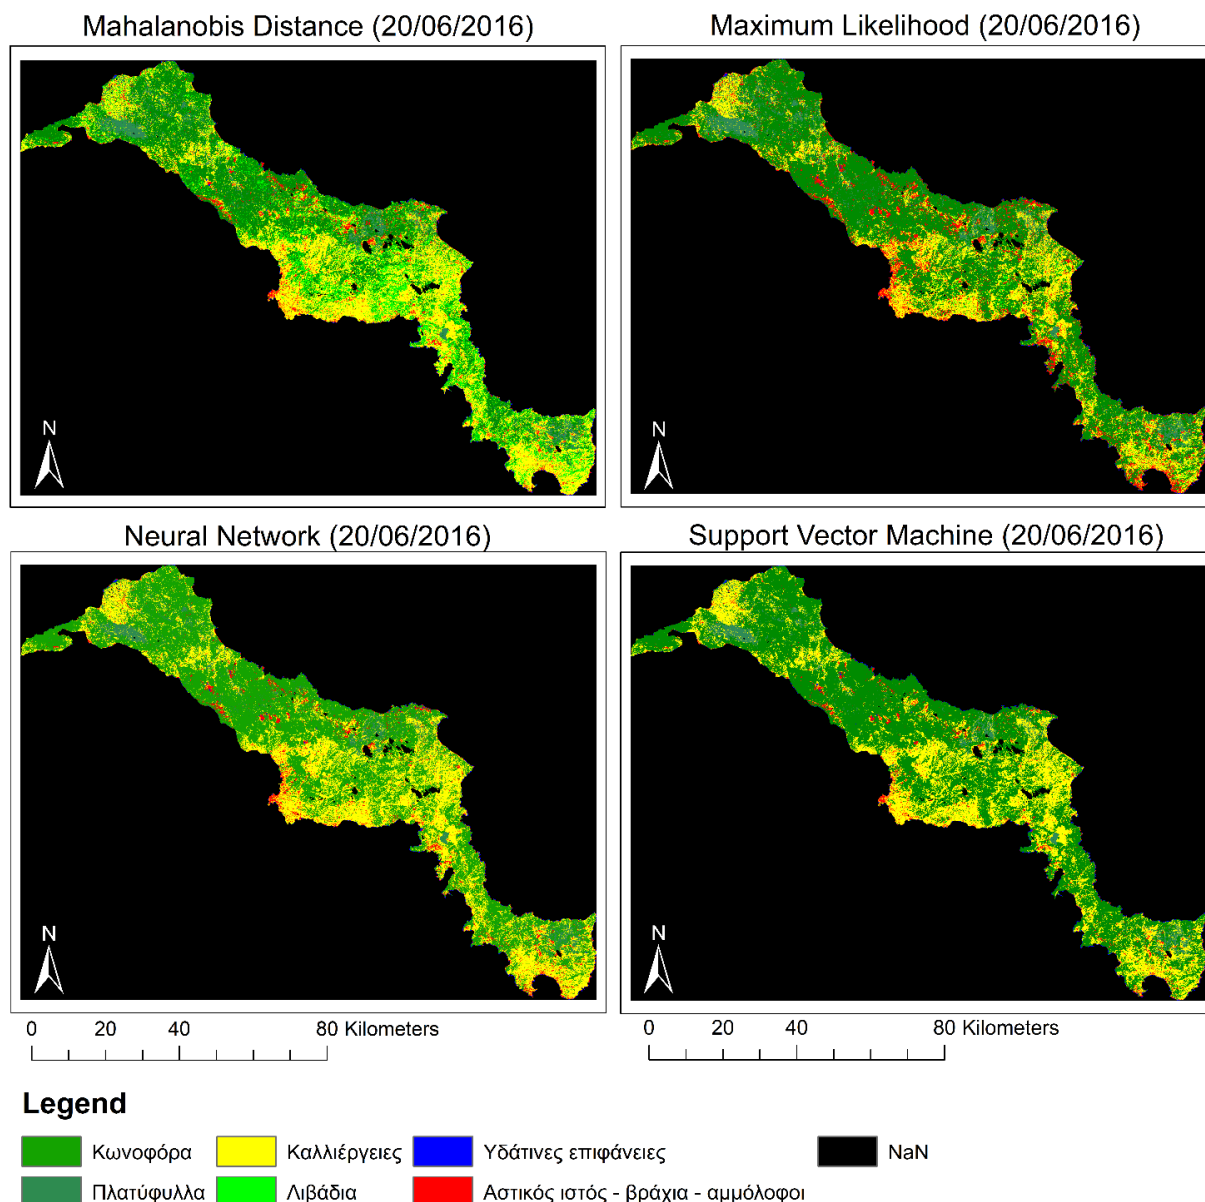 Mahalanobis Distance (20/06/2016)
Maximum Likelihood (20/06/2016)
N
N
Neural Network (20/06/2016)
Support Vector Machine (20/06/2016)
N
N
0 20 40 80 Kilometers
0 20 40 80 Kilometers
Legend
Κωνοφόρα Καλλιέργειες Υδάτινες επιφάνειες NaN
Πλατύφυλλα Λιβάδια Αστικός ιστός - βράχια - αμμόλοφοι